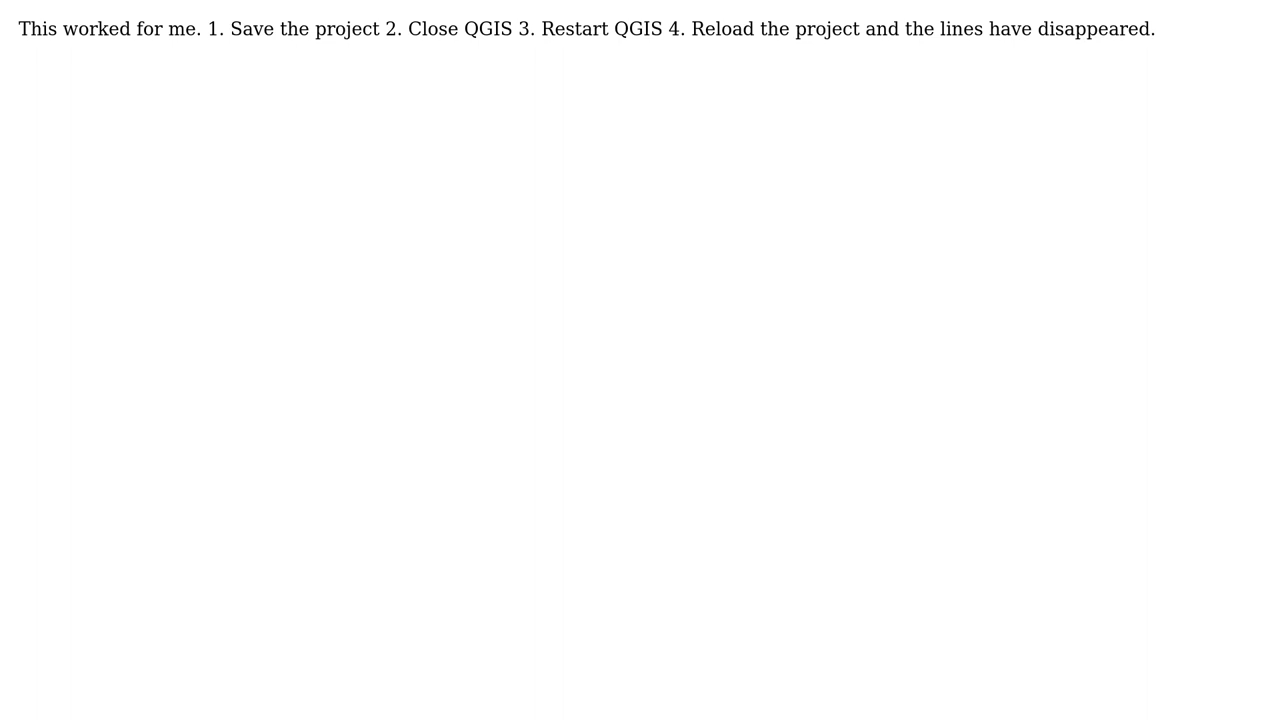 This worked for me. 1. Save the project 2. Close QGIS 3. Restart QGIS 4. Reload the project and the lines have disappeared.